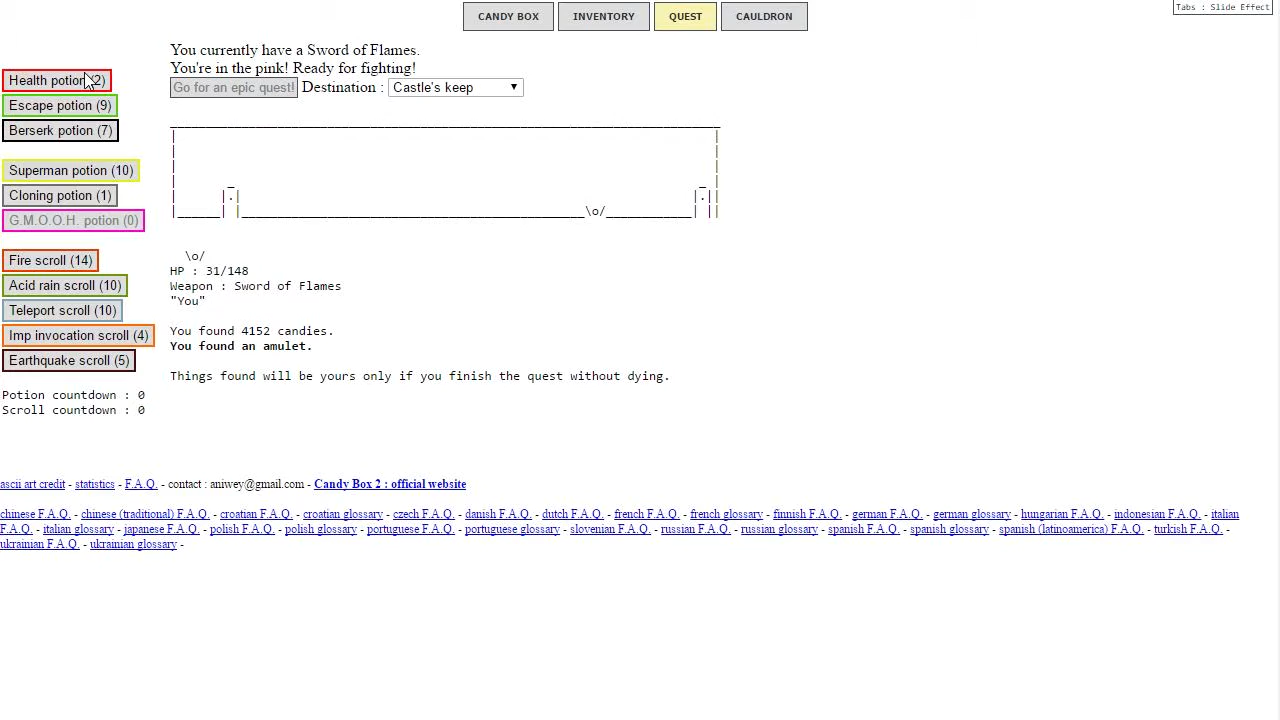 CANDY BOX INVENTORY QUEST CAULDRON
Tabs : Slide Effect
You currently have a Sword of Flames.
You're in the pink! Ready for fighting!
Go for an epic quest! Destination : Castle's keep
Health potion (2)
Escape potion (9)
Berserk potion (7)
Superman potion (10)
Cloning potion (1)
G.M.O.O.H. potion (0)
Fire scroll (14)
Acid rain scroll (10)
Teleport scroll (10)
Imp invocation scroll (4)
Earthquake scroll (5)
Potion countdown : 0
Scroll countdown : 0
\o/
\o/
HP : 31/148
Weapon : Sword of Flames
"You"
You found 4152 candies.
You found an amulet.
Things found will be yours only if you finish the quest without dying.
ascii art credit - statistics - F.A.Q. - contact : aniwey@gmail.com - Candy Box 2 : official website
chinese F.A.Q. - chinese (traditional) F.A.Q. - croatian F.A.Q. - croatian glossary - czech F.A.Q. - danish F.A.Q. - dutch F.A.Q. - french F.A.Q. - french glossary - finnish F.A.Q. - german F.A.Q. - german glossary - hungarian F.A.Q. - indonesian F.A.Q. - italian
F.A.Q. - italian glossary - japanese F.A.Q. - polish F.A.Q. - polish glossary - portuguese F.A.Q. - portuguese glossary - slovenian F.A.Q. - russian F.A.Q. - russian glossary - spanish F.A.Q. - spanish glossary - spanish (latinoamerica) F.A.Q. - turkish F.A.Q. -
ukrainian F.A.Q. - ukrainian glossary -